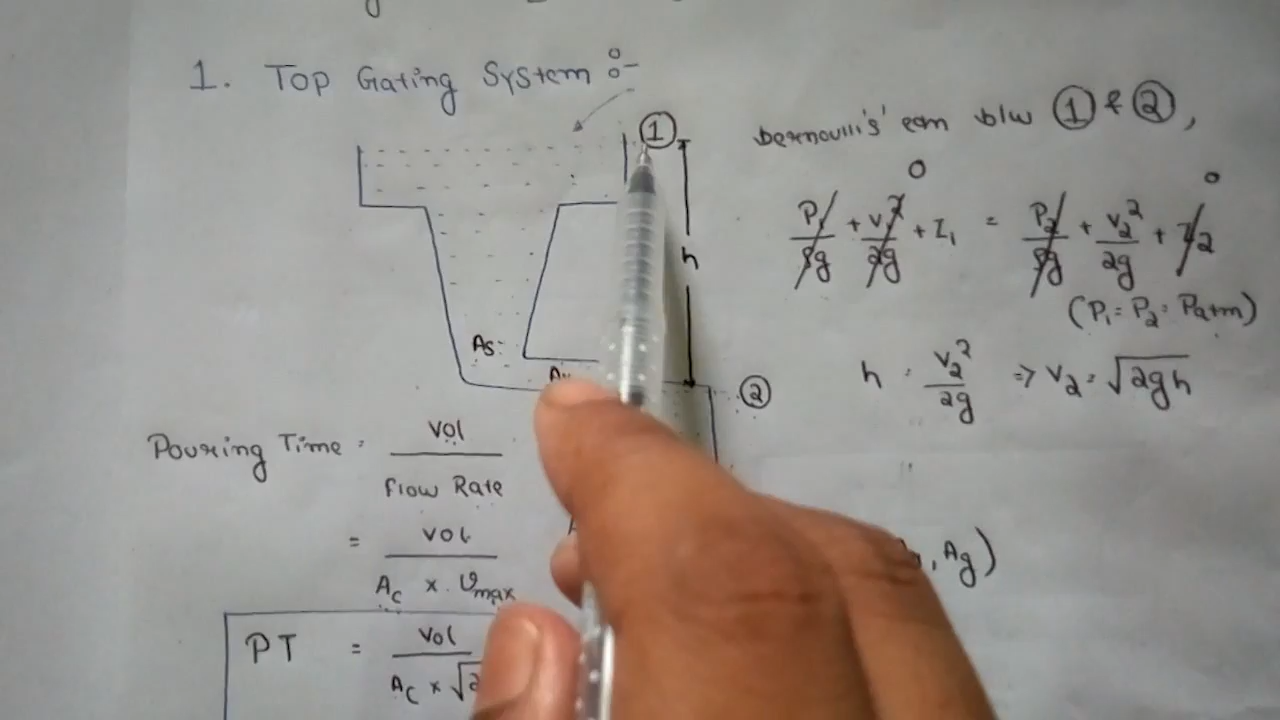 1. Top Gating System :-
①
h
As
②
Bernoulli's' eqn b/w ① & ②,
P1/ρg + v1²/2g + Z1 = P2/ρg + v2²/2g + Z2
0
0
(P1 = P2 = Patm)
h = v2²/2g ⇒ v2 = √2gh
Pouring Time = Vol / Flow Rate
= Vol / Ac × Vmax
PT = Vol / Ac × √2
, Ag)